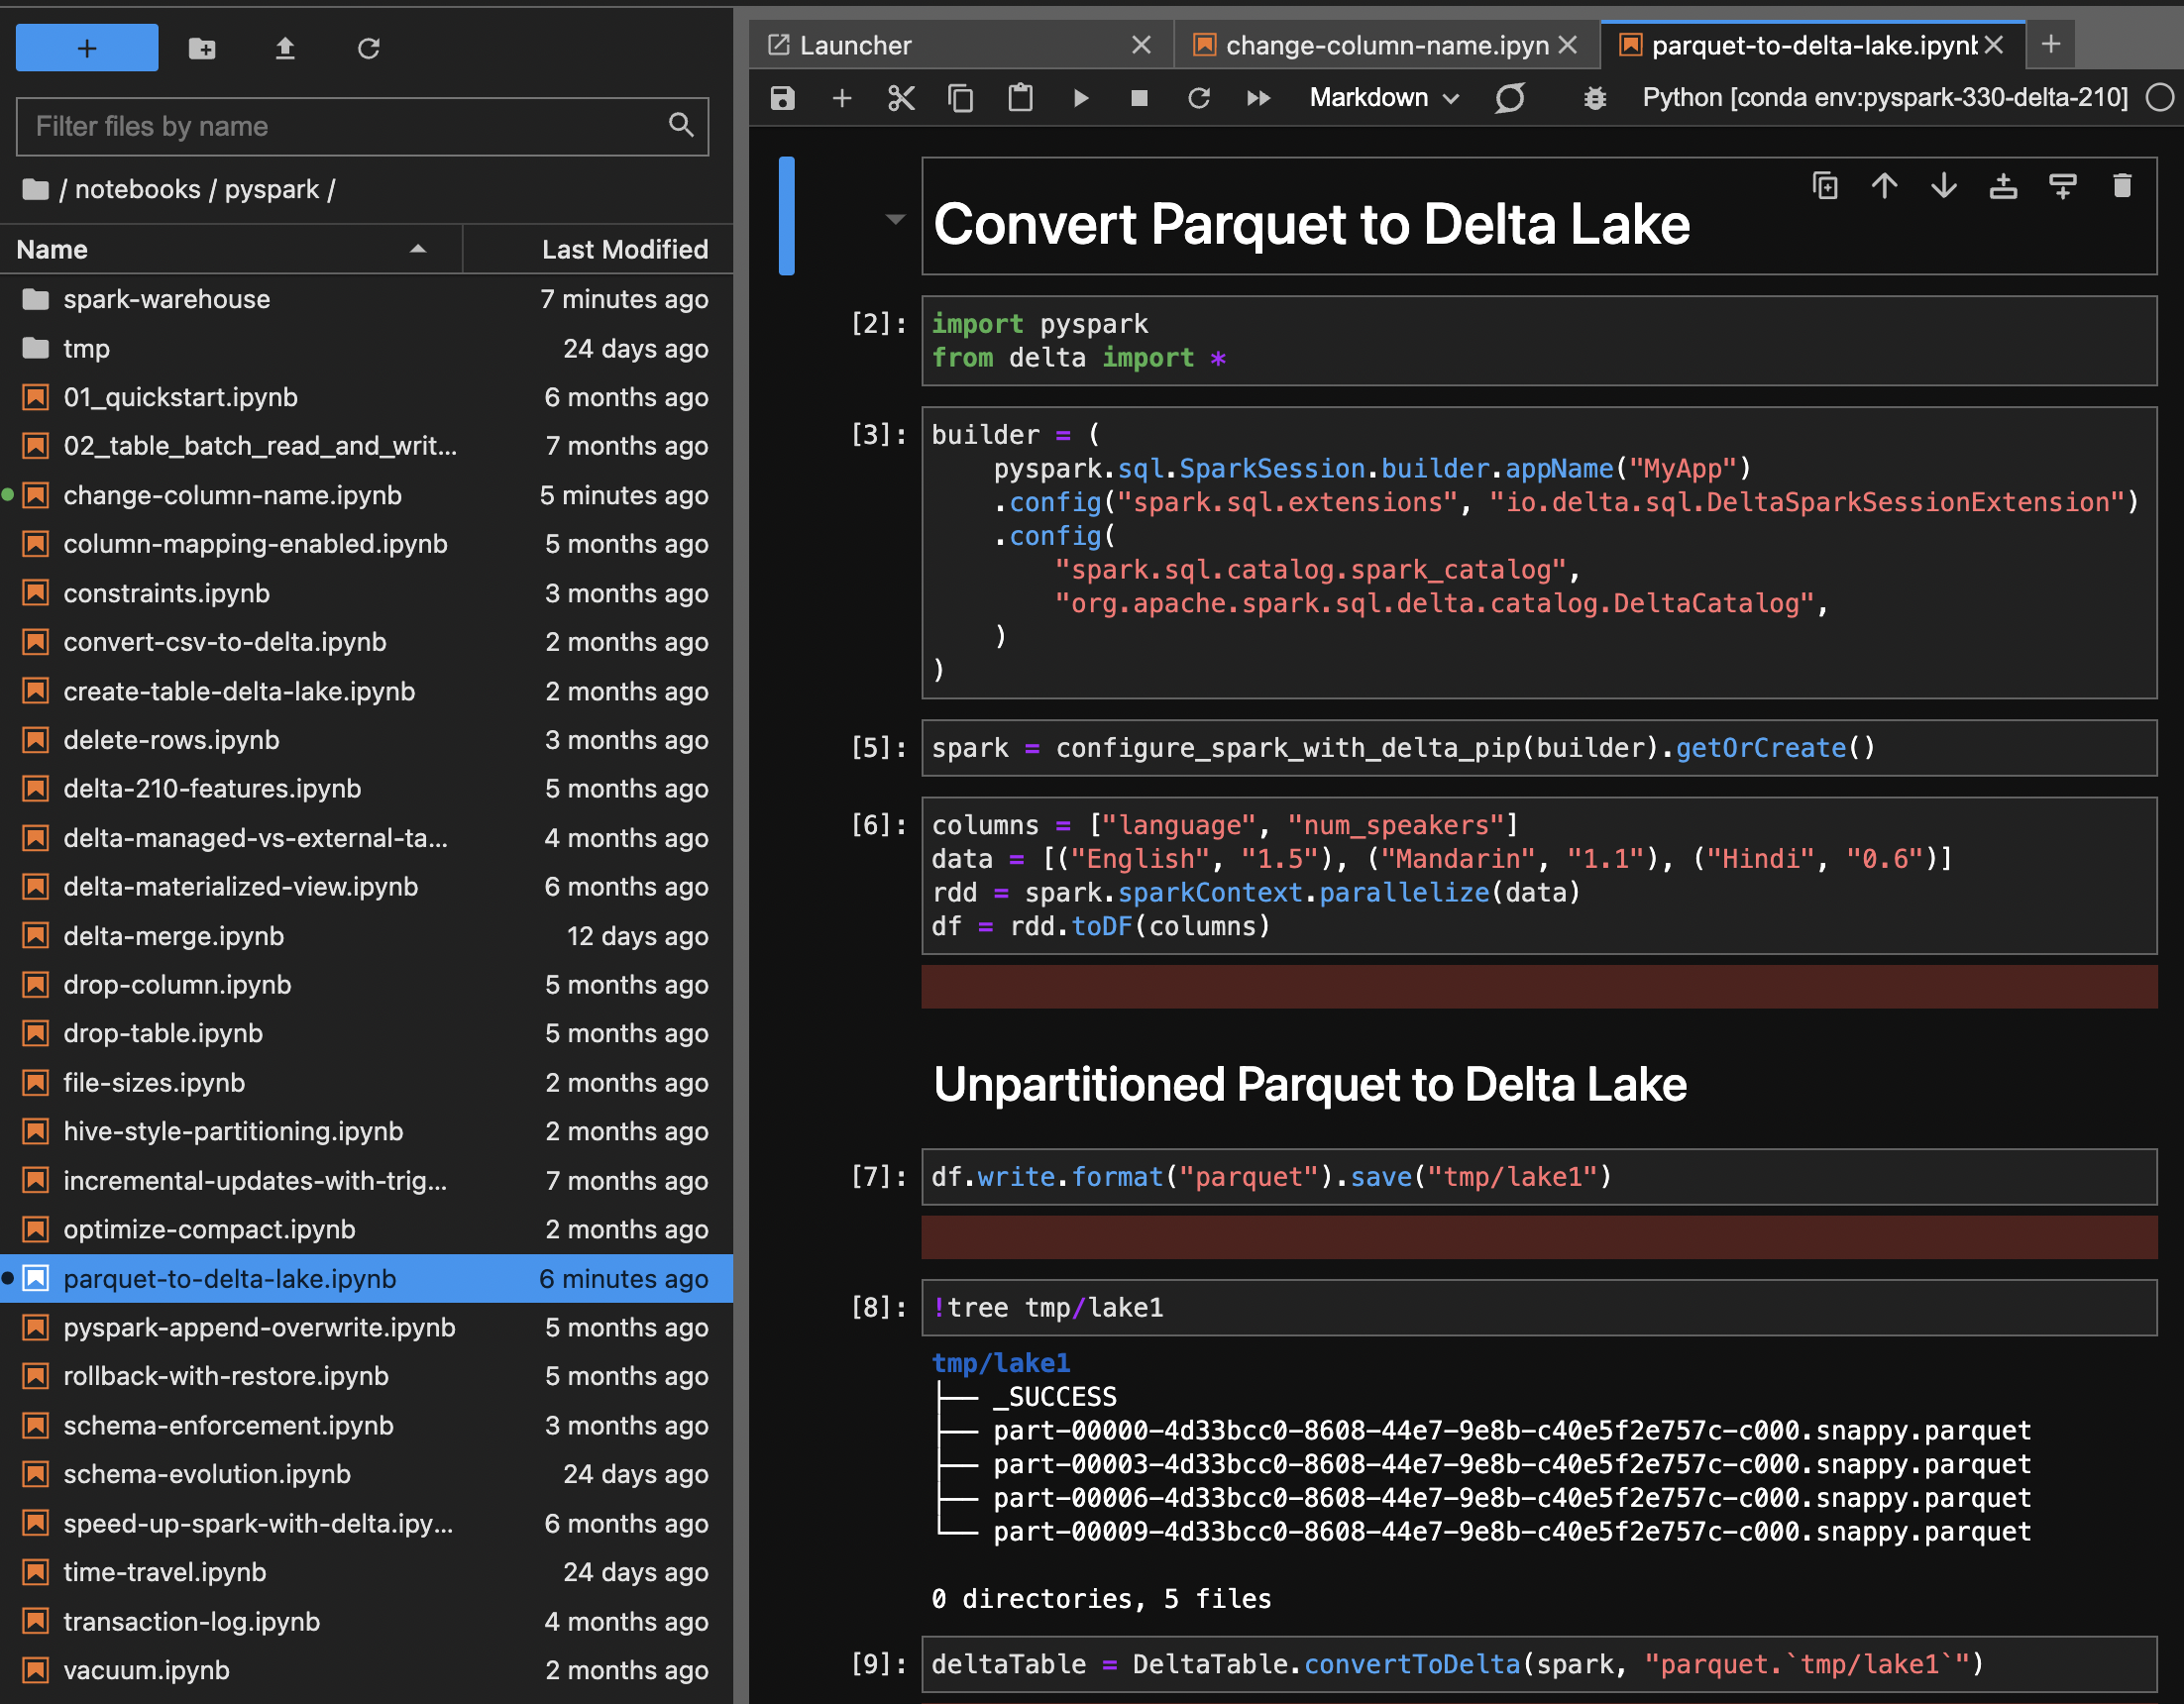 Filter files by name
/ notebooks / pyspark /
Name Last Modified
spark-warehouse 7 minutes ago
tmp 24 days ago
01_quickstart.ipynb 6 months ago
02_table_batch_read_and_writ... 7 months ago
change-column-name.ipynb 5 minutes ago
column-mapping-enabled.ipynb 5 months ago
constraints.ipynb 3 months ago
convert-csv-to-delta.ipynb 2 months ago
create-table-delta-lake.ipynb 2 months ago
delete-rows.ipynb 3 months ago
delta-210-features.ipynb 5 months ago
delta-managed-vs-external-ta... 4 months ago
delta-materialized-view.ipynb 6 months ago
delta-merge.ipynb 12 days ago
drop-column.ipynb 5 months ago
drop-table.ipynb 5 months ago
file-sizes.ipynb 2 months ago
hive-style-partitioning.ipynb 2 months ago
incremental-updates-with-trig... 7 months ago
optimize-compact.ipynb 2 months ago
parquet-to-delta-lake.ipynb 6 minutes ago
pyspark-append-overwrite.ipynb 5 months ago
rollback-with-restore.ipynb 5 months ago
schema-enforcement.ipynb 3 months ago
schema-evolution.ipynb 24 days ago
speed-up-spark-with-delta.ipy... 6 months ago
time-travel.ipynb 24 days ago
transaction-log.ipynb 4 months ago
vacuum.ipynb 2 months ago
Launcher change-column-name.ipyn parquet-to-delta-lake.ipynb
Markdown Python [conda env:pyspark-330-delta-210]
Convert Parquet to Delta Lake
[2]: import pyspark
from delta import *
[3]: builder = (
    pyspark.sql.SparkSession.builder.appName("MyApp")
    .config("spark.sql.extensions", "io.delta.sql.DeltaSparkSessionExtension")
    .config(
        "spark.sql.catalog.spark_catalog",
        "org.apache.spark.sql.delta.catalog.DeltaCatalog",
    )
)
[5]: spark = configure_spark_with_delta_pip(builder).getOrCreate()
[6]: columns = ["language", "num_speakers"]
data = [("English", "1.5"), ("Mandarin", "1.1"), ("Hindi", "0.6")]
rdd = spark.sparkContext.parallelize(data)
df = rdd.toDF(columns)
Unpartitioned Parquet to Delta Lake
[7]: df.write.format("parquet").save("tmp/lake1")
[8]: !tree tmp/lake1
tmp/lake1
├── _SUCCESS
├── part-00000-4d33bcc0-8608-44e7-9e8b-c40e5f2e757c-c000.snappy.parquet
├── part-00003-4d33bcc0-8608-44e7-9e8b-c40e5f2e757c-c000.snappy.parquet
├── part-00006-4d33bcc0-8608-44e7-9e8b-c40e5f2e757c-c000.snappy.parquet
└── part-00009-4d33bcc0-8608-44e7-9e8b-c40e5f2e757c-c000.snappy.parquet
0 directories, 5 files
[9]: deltaTable = DeltaTable.convertToDelta(spark, "parquet.`tmp/lake1`")